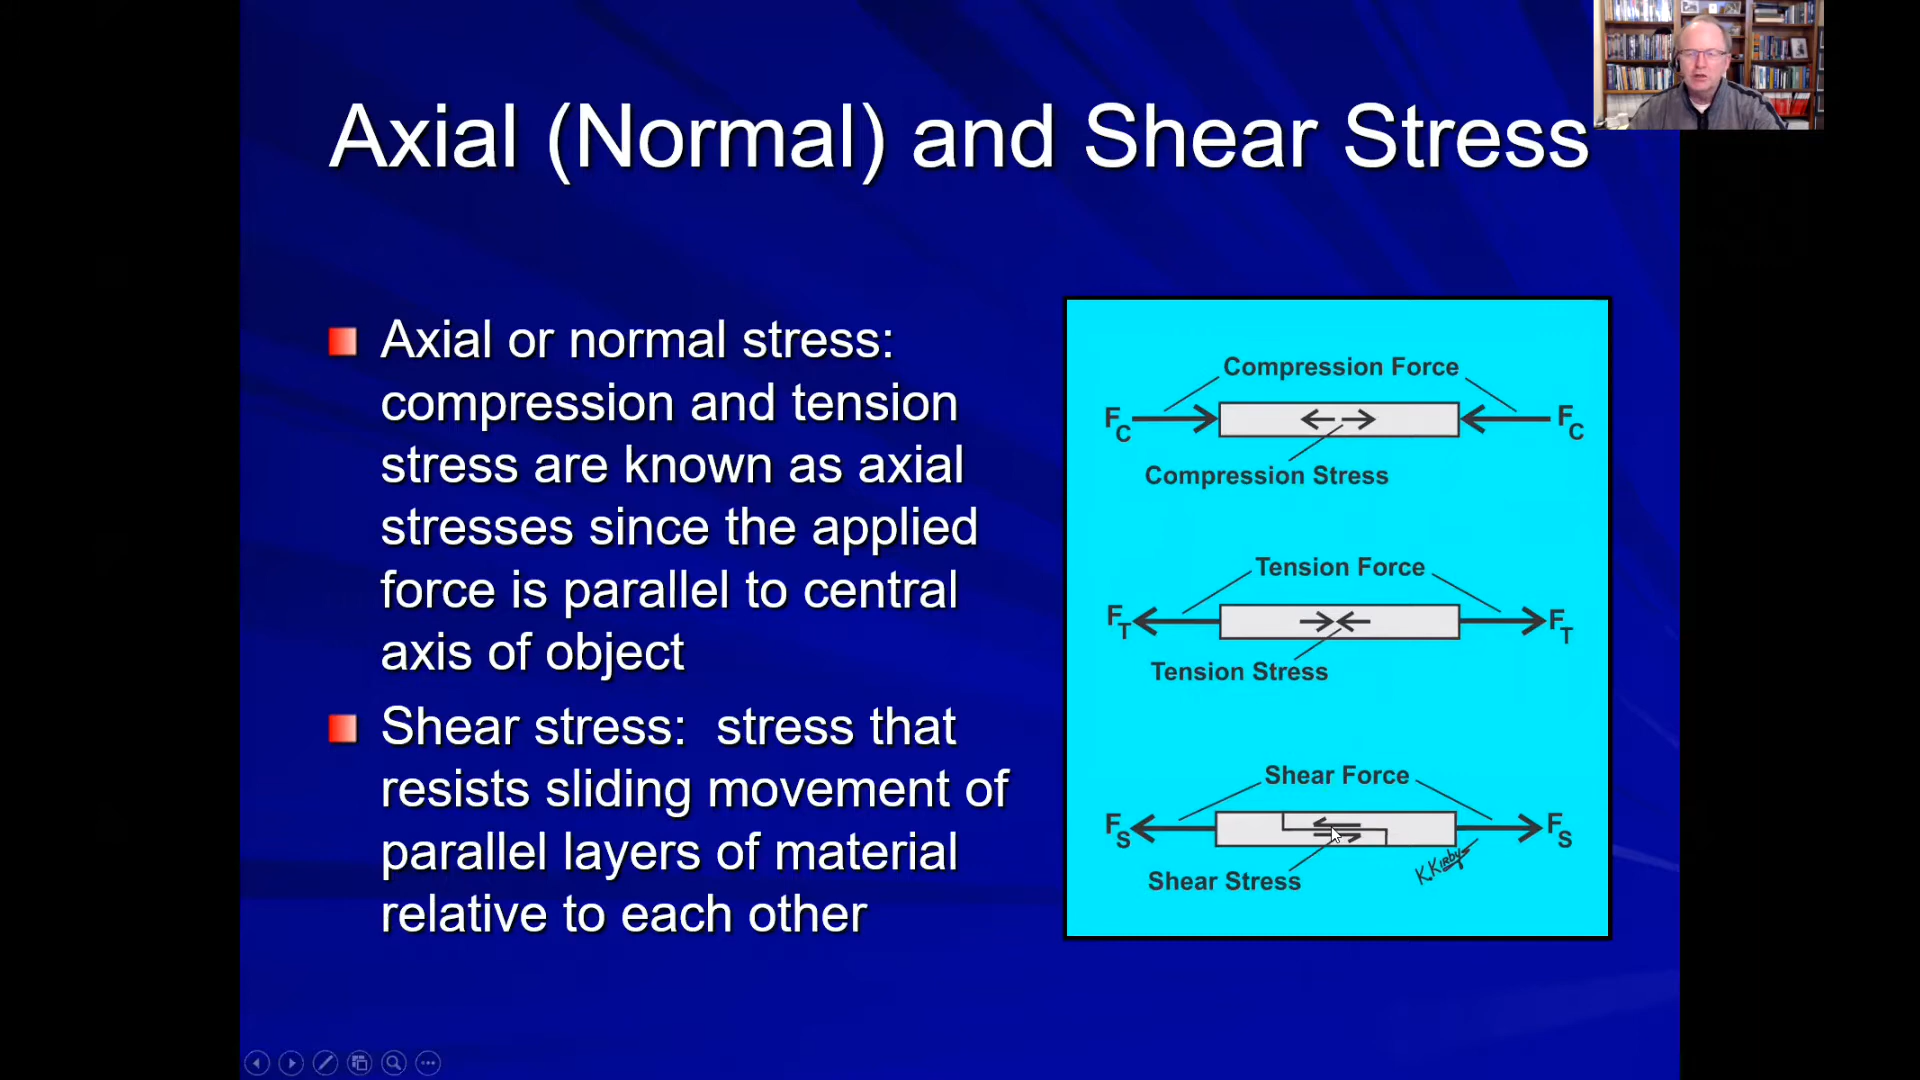 Axial (Normal) and Shear Stress
Axial or normal stress:
compression and tension
stress are known as axial
stresses since the applied
force is parallel to central
axis of object
Shear stress:  stress that
resists sliding movement of
parallel layers of material
relative to each other
Compression Force
FC FC
Compression Stress
Tension Force
FT FT
Tension Stress
Shear Force
FS FS
K.Kirby
Shear Stress